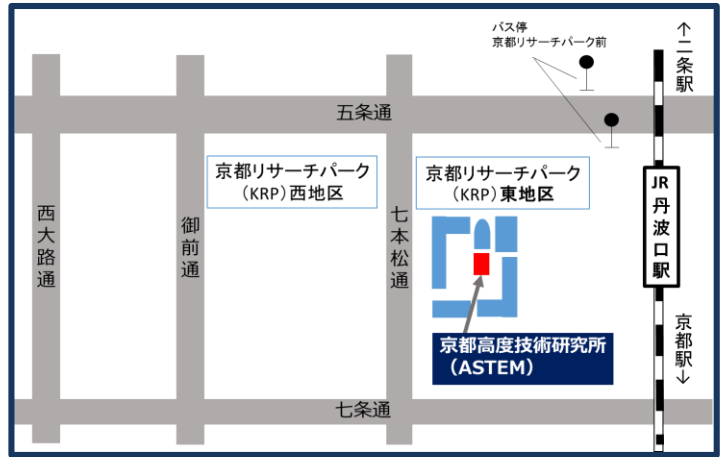 バス停
京都リサーチパーク前
↑二条駅
五条通
京都リサーチパーク
(KRP)西地区
京都リサーチパーク
(KRP)東地区
西大路通
御前通
七本松通
JR丹波口駅
京都高度技術研究所
(ASTEM)
京都駅↓
七条通